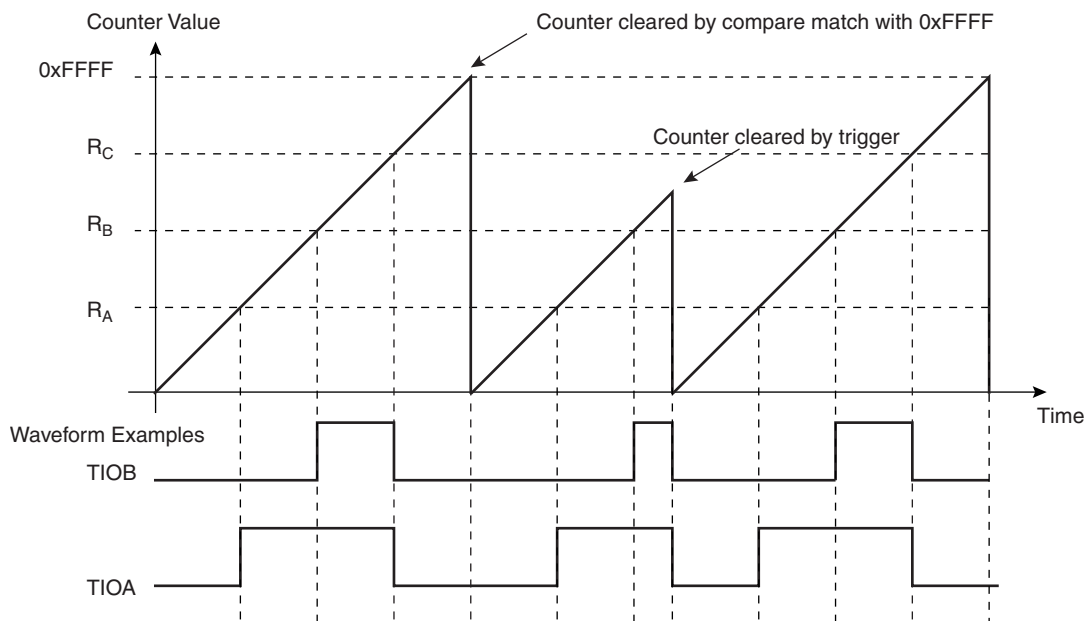 Counter Value
Counter cleared by compare match with 0xFFFF
0xFFFF
RC
Counter cleared by trigger
RB
RA
Time
Waveform Examples
TIOB
TIOA